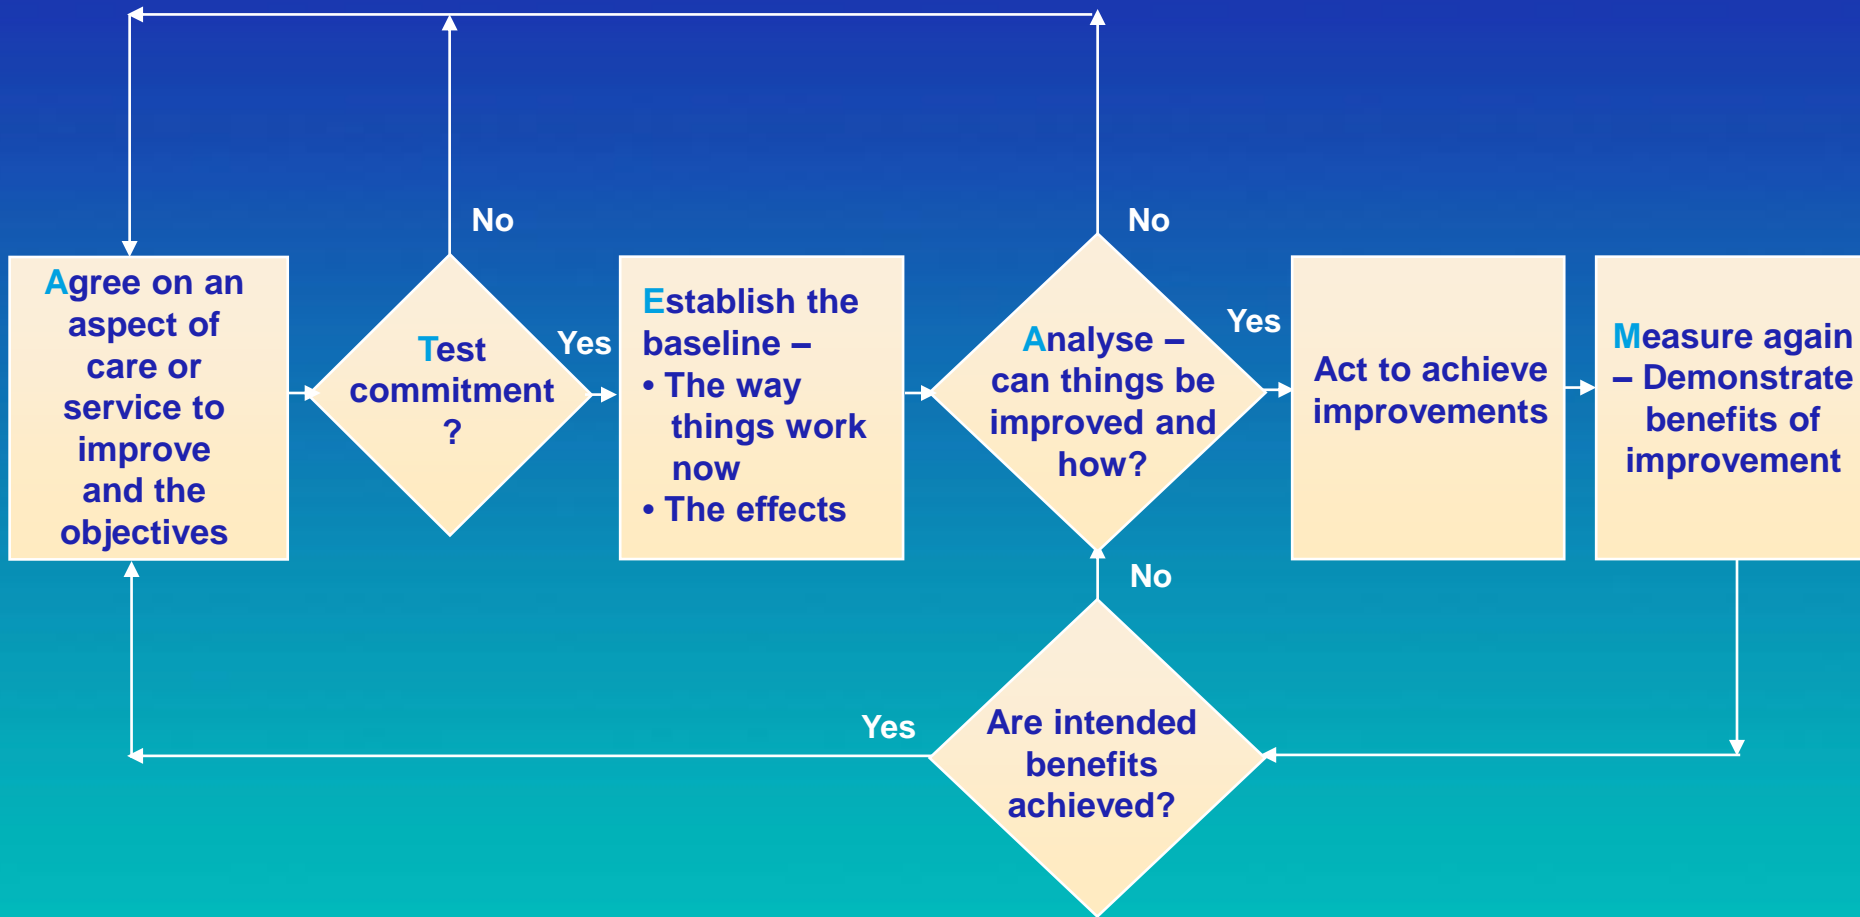 No
No
Agree on an
aspect of
care or
service to
improve
and the
objectives
Test
commitment
?
Yes
Establish the
baseline –
• The way
things work
now
• The effects
Analyse –
can things be
improved and
how?
Yes
Act to achieve
improvements
Measure again
– Demonstrate
benefits of
improvement
No
Yes
Are intended
benefits
achieved?